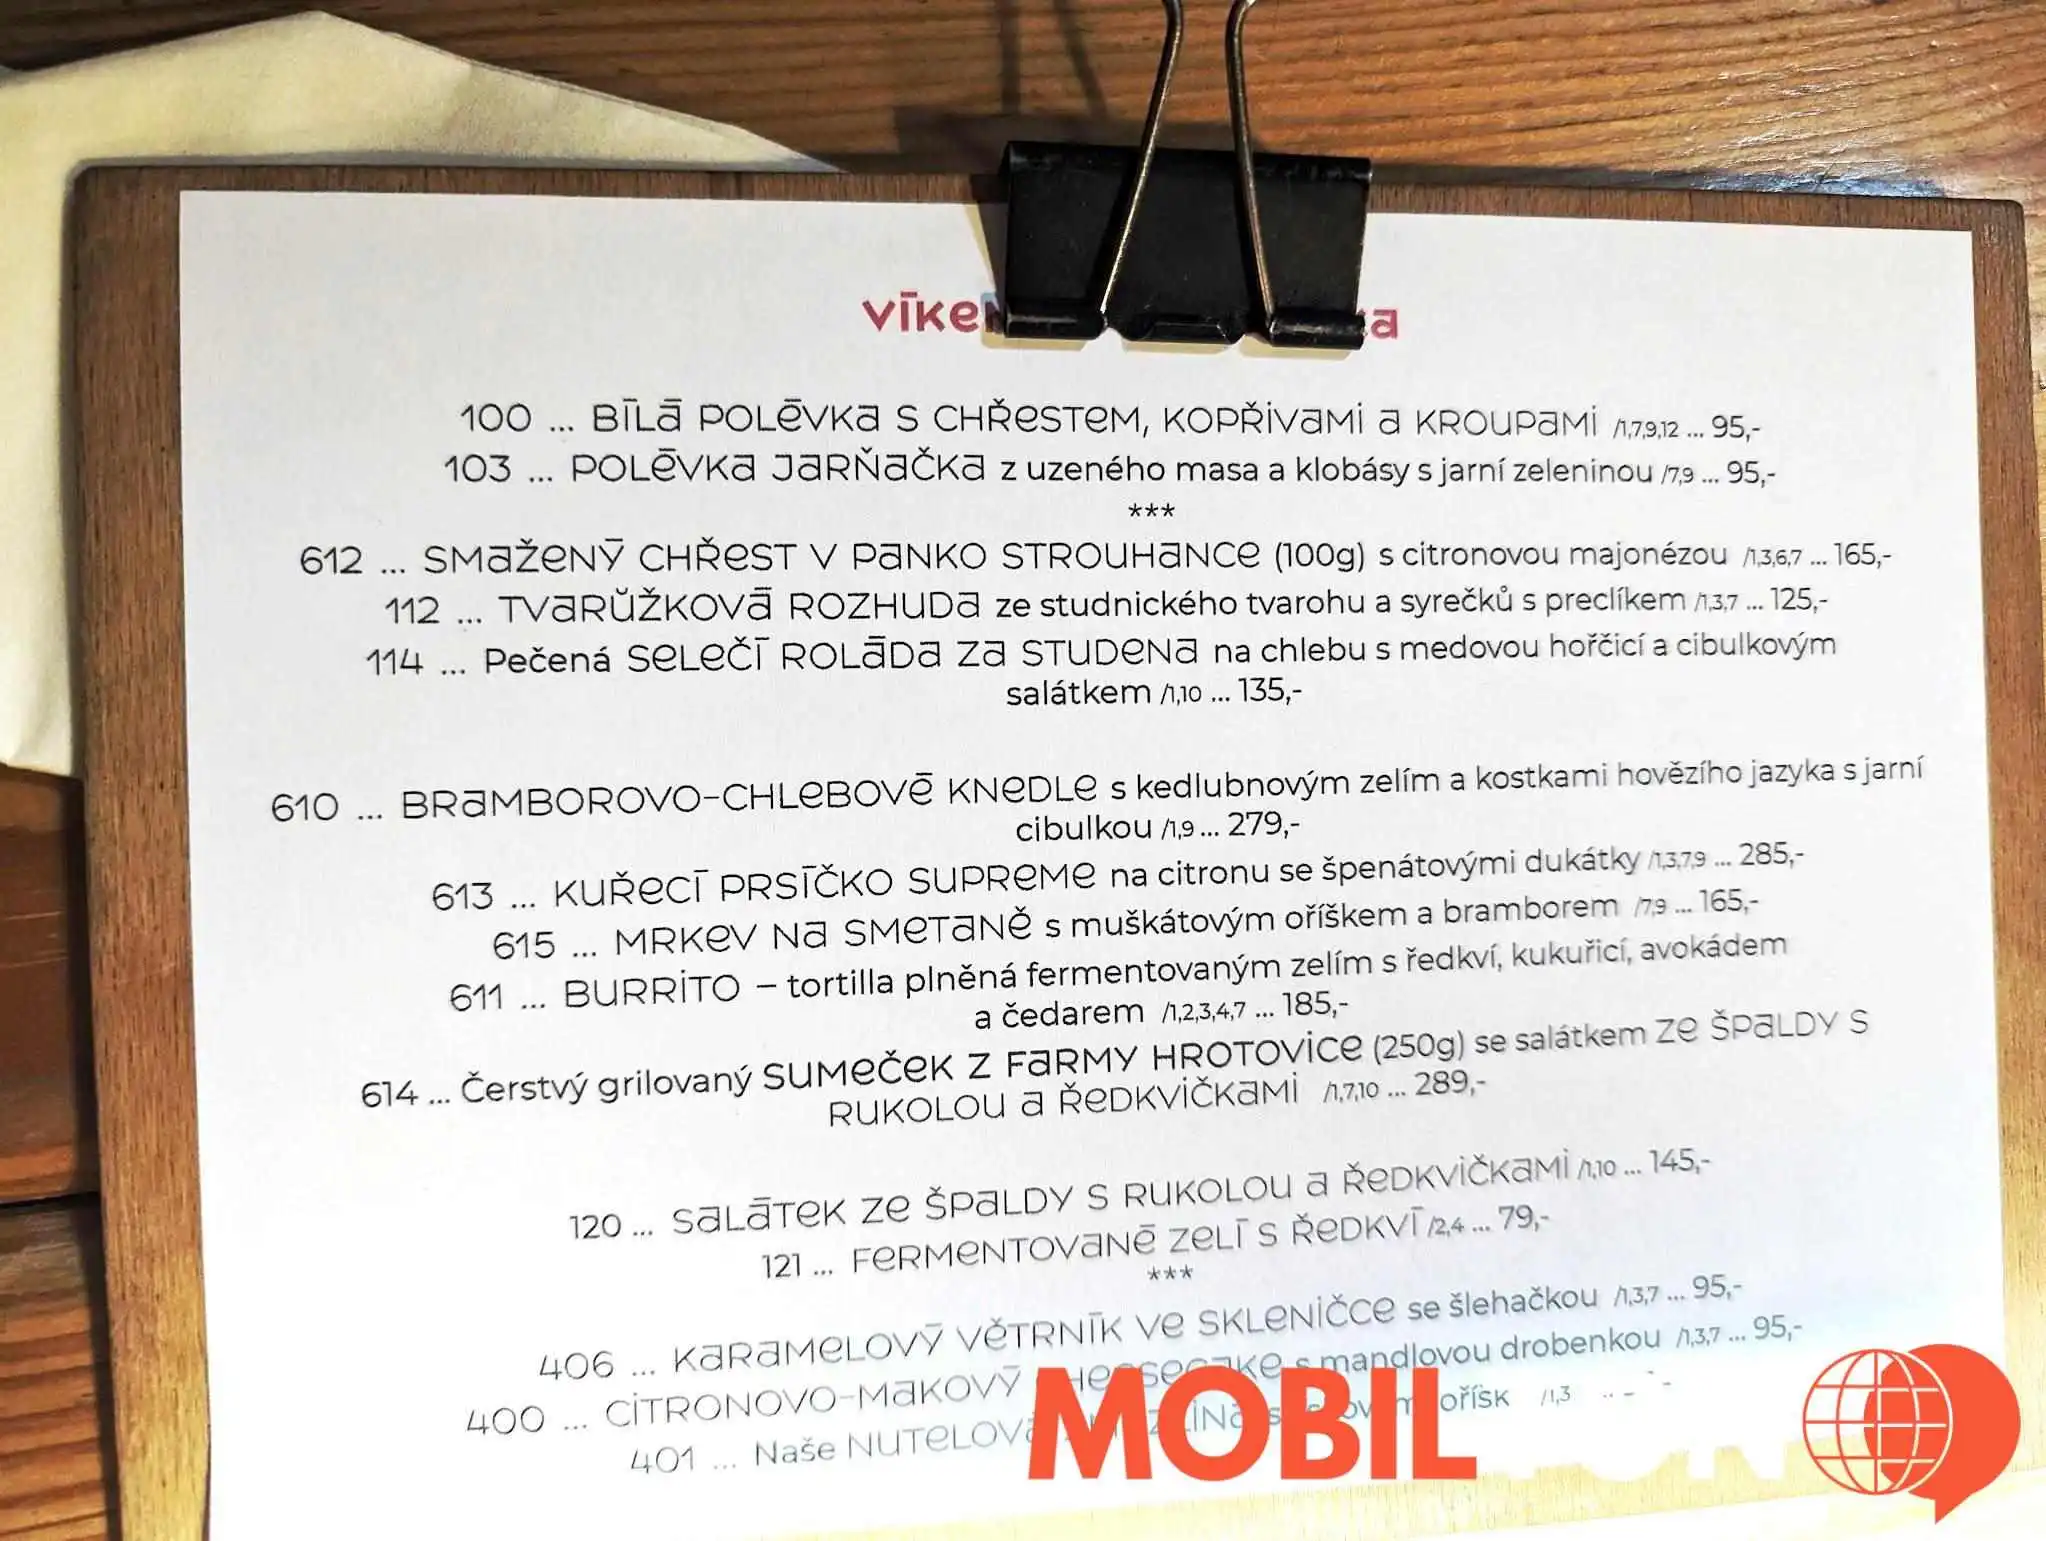 100 ... BÍLÁ POLÉVKA S CHŘESTEM, KOPŘIVAMI A KROUPAMI /1,7,9,12 ... 95,-
103 ... POLÉVKA JARŇAČKA z uzeného masa a klobásy s jarní zeleninou /7,9 ... 95,-
***
612 ... SMAŽENÝ CHŘEST V PANKO STROUHANCE (100g) s citronovou majonézou /1,3,6,7 ... 165,-
112 ... TVARŮŽKOVÁ ROZHUDA ze studnického tvarohu a syrečků s preclíkem /1,3,7 ... 125,-
114 ... Pečená SELEČÍ ROLÁDA ZA STUDENA na chlebu s medovou hořčicí a cibulkovým
salátkem /1,10 ... 135,-
610 ... BRAMBOROVO-CHLEBOVÉ KNEDLE s kedlubnovým zelím a kostkami hovězího jazyka s jarní
cibulkou /1,9 ... 279,-
613 ... KUŘECÍ PRSÍČKO SUPREME na citronu se špenátovými dukátky /1,3,7,9 ... 285,-
615 ... MRKEV NA SMETANĚ s muškátovým oříškem a bramborem /7,9 ... 165,-
611 ... BURRITO – tortilla plněná fermentovaným zelím s ředkví, kukuřicí, avokádem
a čedarem /1,2,3,4,7 ... 185,-
614 ... Čerstvý grilovaný SUMEČEK Z FARMY HROTOVICE (250g) se salátkem ZE ŠPALDY S
RUKOLOU A ŘEDKVIČKAMI /1,7,10 ... 289,-
120 ... SALÁTEK ZE ŠPALDY S RUKOLOU A ŘEDKVIČKAMI /1,10 ... 145,-
121 ... FERMENTOVANÉ ZELÍ S ŘEDKVÍ /2,4 ... 79,-
***
406 ... KARAMELOVÝ VĚTRNÍK VE SKLENIČCE se šlehačkou /1,3,7 ... 95,-
400 ... CITRONOVO-MAKOVÝ CHEESECAKE s mandlovou drobenkou /1,3,7 ... 95,-
401 ... Naše /1,3
MOBIL